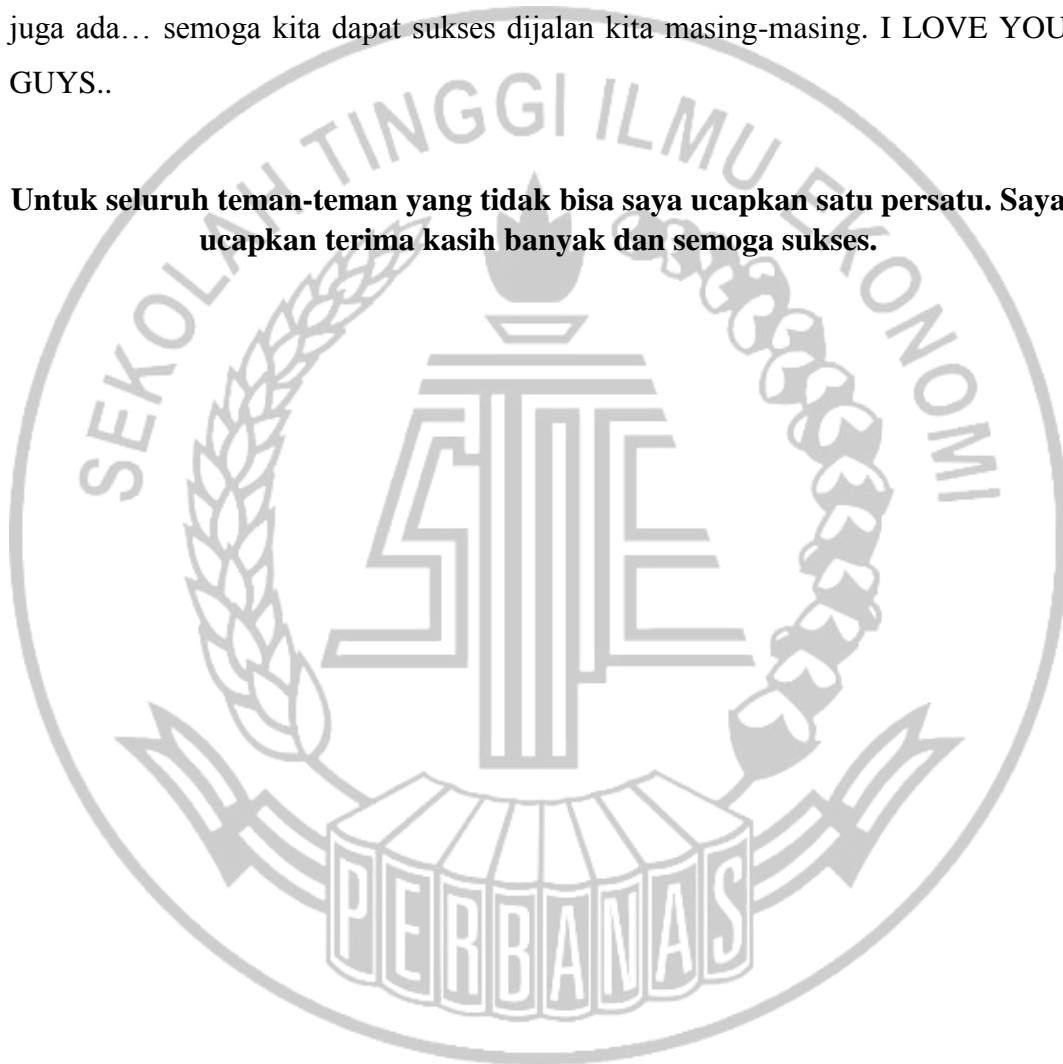 juga ada… semoga kita dapat sukses dijalan kita masing-masing. I LOVE YOU
GUYS..
Untuk seluruh teman-teman yang tidak bisa saya ucapkan satu persatu. Saya
ucapkan terima kasih banyak dan semoga sukses.
SEKOLAH TINGGI ILMU EKONOMI
STIE
PERBANAS